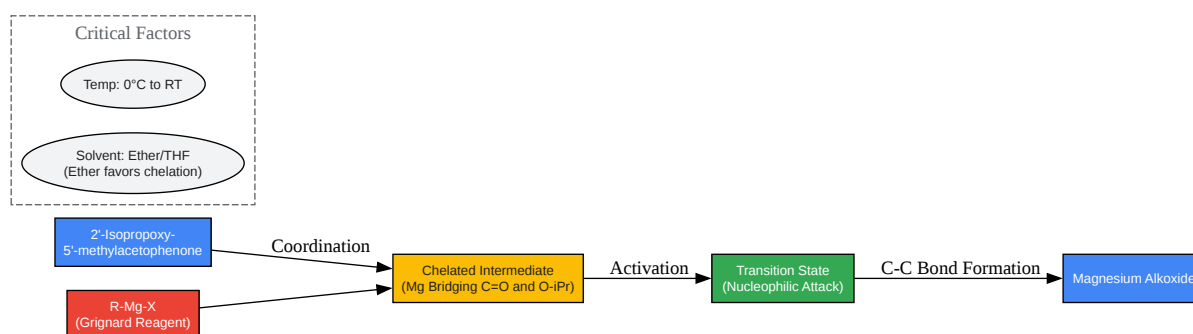 Critical Factors
Temp: 0°C to RT
Solvent: Ether/THF
(Ether favors chelation)
2'-Isopropoxy-
5'-methylacetophenone
Coordination
R-Mg-X
(Grignard Reagent)
Chelated Intermediate
(Mg Bridging C=O and O-iPr)
Activation
Transition State
(Nucleophilic Attack)
C-C Bond Formation
Magnesium Alkoxide